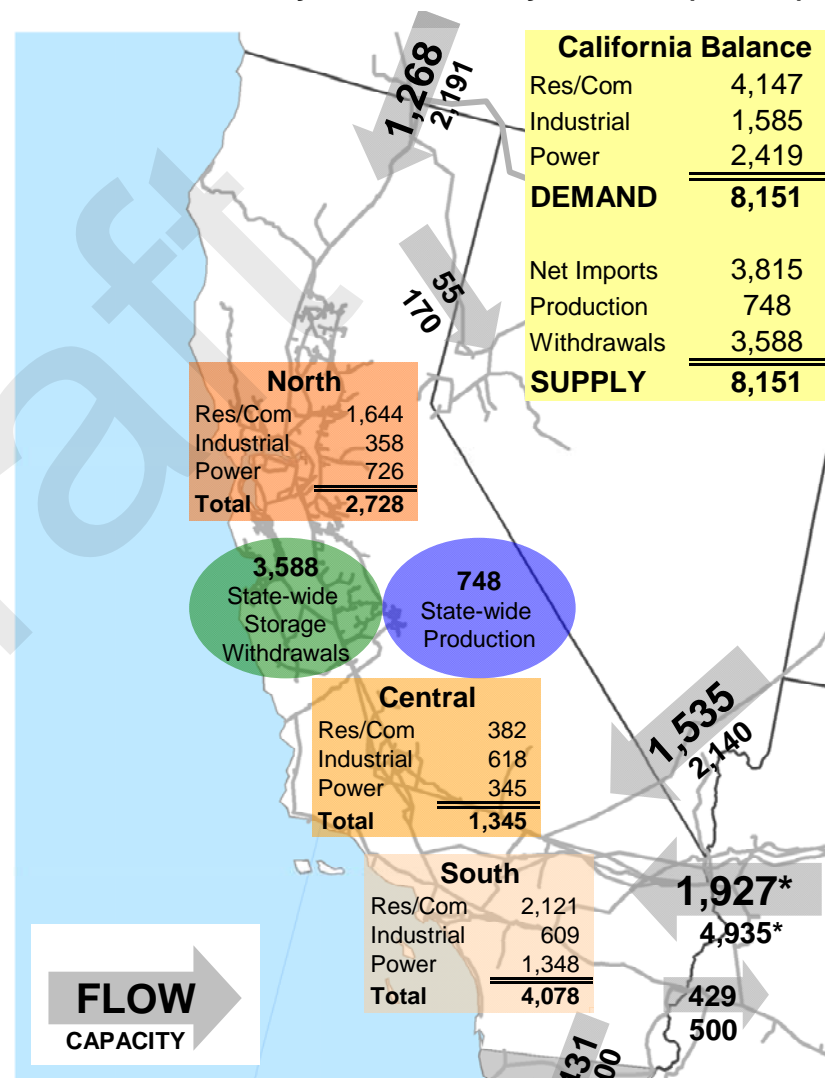 1,268
2,191
California Balance
Res/Com 4,147
Industrial 1,585
Power 2,419
DEMAND 8,151
Net Imports 3,815
Production 748
Withdrawals 3,588
SUPPLY 8,151
55
170
North
Res/Com 1,644
Industrial 358
Power 726
Total 2,728
3,588
State-wide
Storage
Withdrawals
748
State-wide
Production
Central
Res/Com 382
Industrial 618
Power 345
Total 1,345
1,535
2,140
South
Res/Com 2,121
Industrial 609
Power 1,348
Total 4,078
1,927*
4,935*
429
500
FLOW
CAPACITY